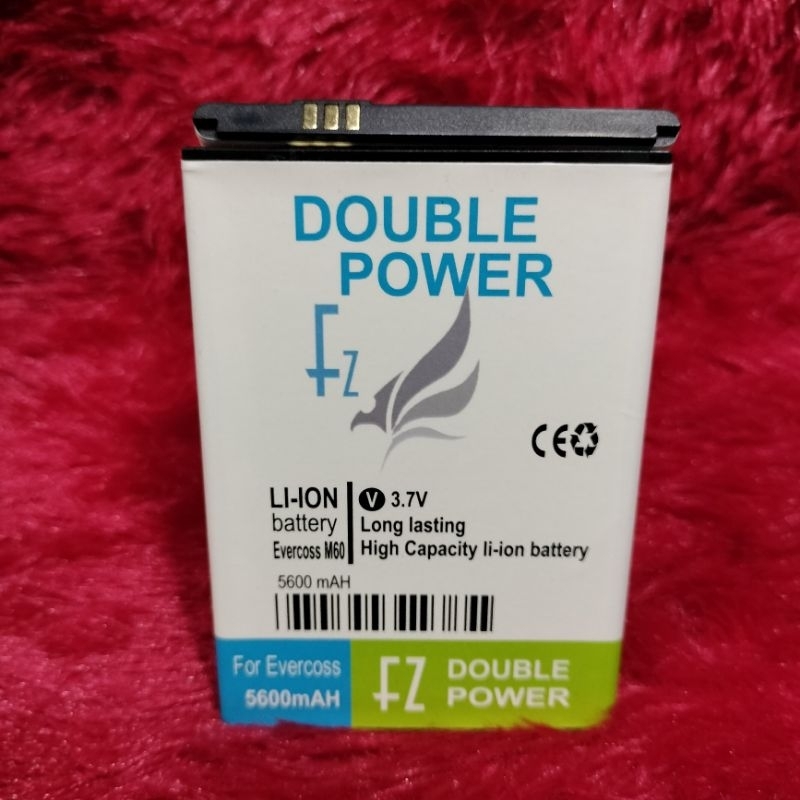 DOUBLE
POWER
FZ
CE
LI-ION
battery
Evercoss M60
V 3.7V
Long lasting
High Capacity li-ion battery
5600 mAH
For Evercoss
5600mAH
FZ
DOUBLE
POWER